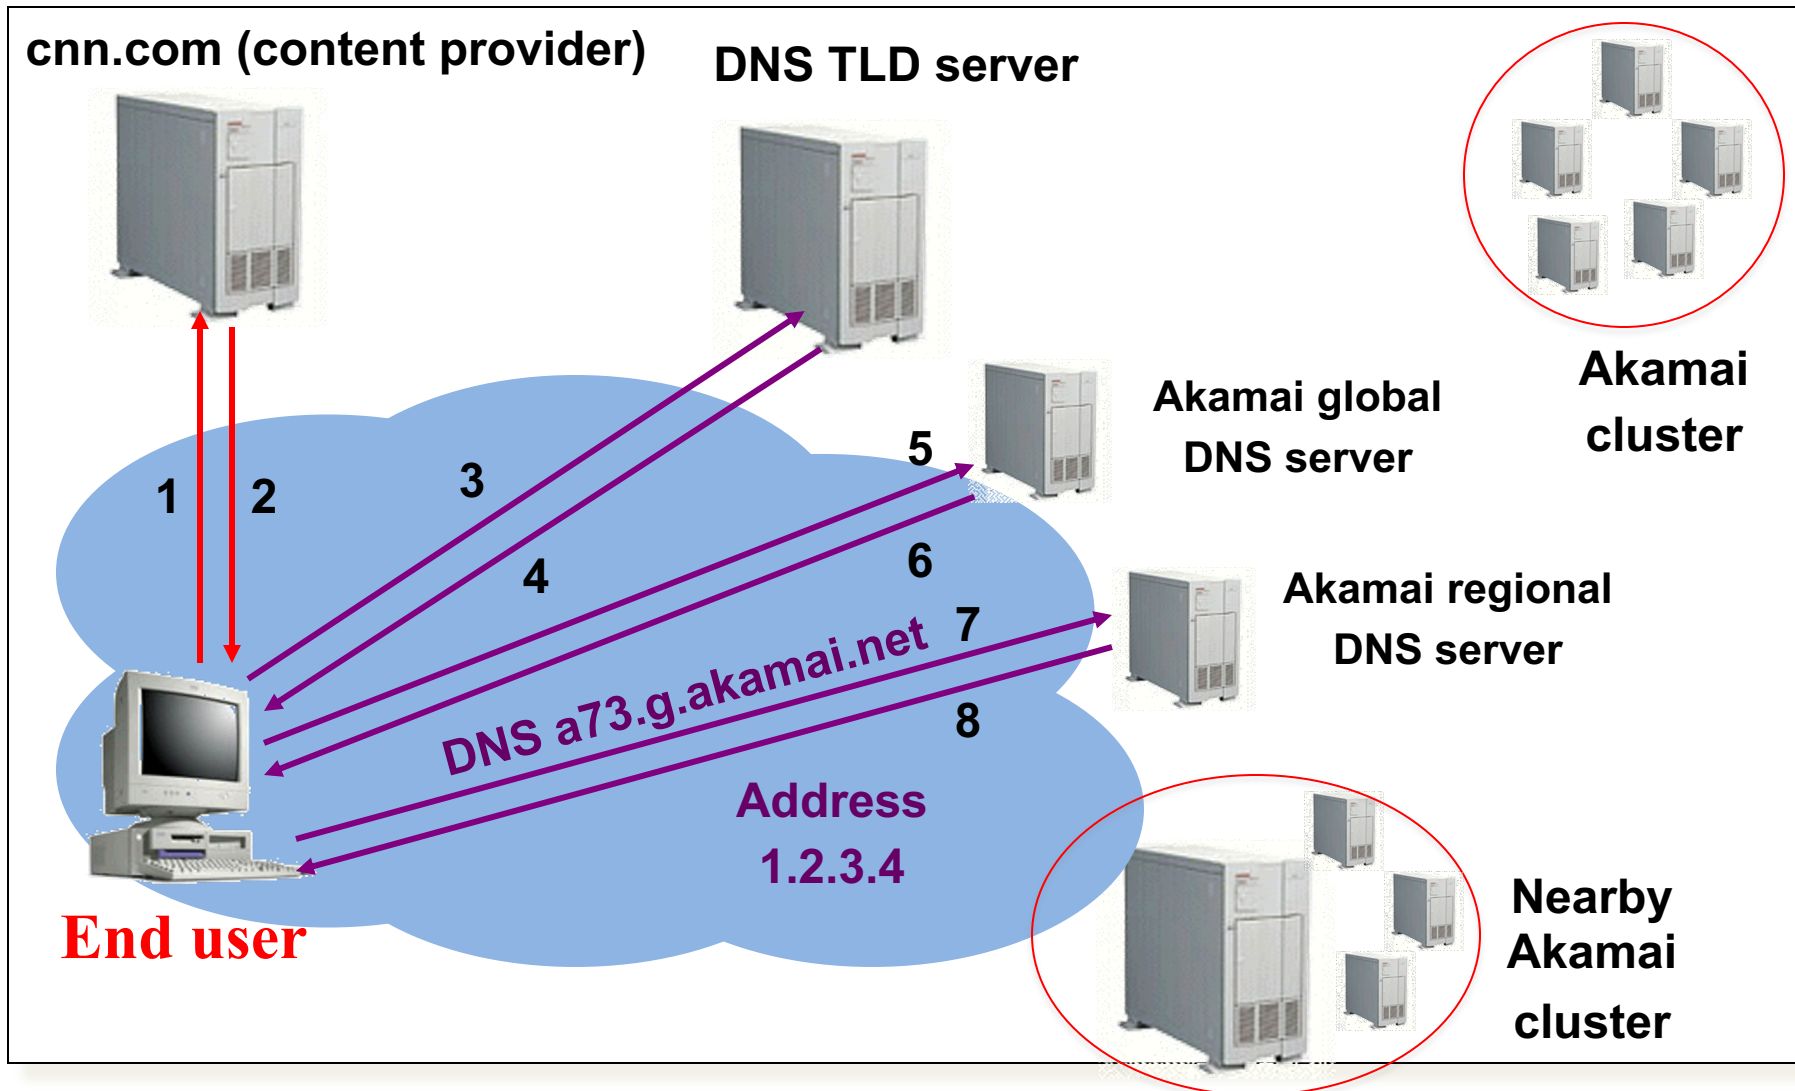 cnn.com (content provider)
DNS TLD server
Akamai
cluster
Akamai global
DNS server
1
2
3
4
5
6
Akamai regional
DNS server
7
8
DNS a73.g.akamai.net
Address
1.2.3.4
End user
Nearby
Akamai
cluster